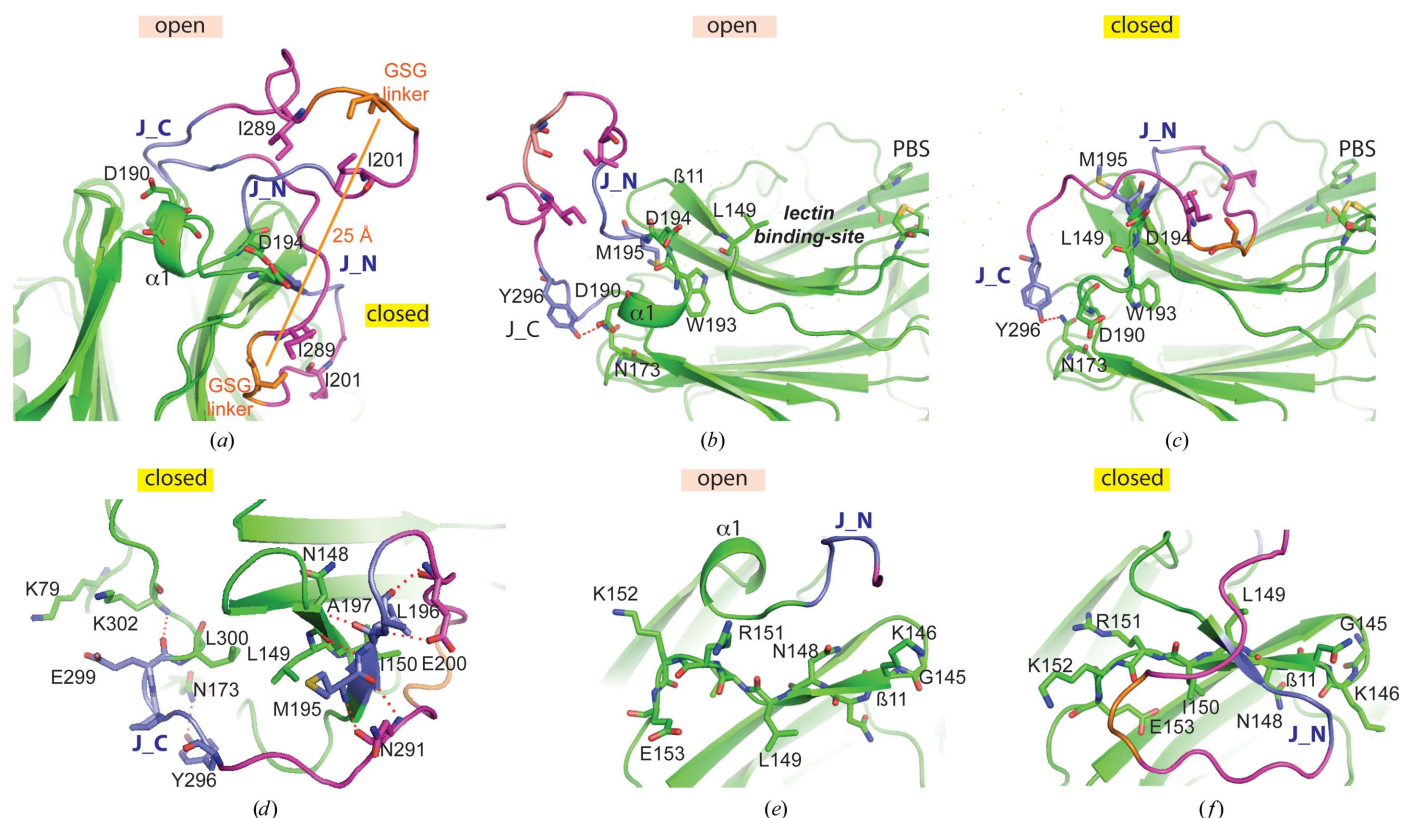 open
GSG
linker
J_C
I289
I201
D190
J_N
D194
25 Å
α1
J_N
closed
I289
I201
GSG
linker
(a)
open
PBS
ß11
J_N
L149
D194
lectin
binding-site
M195
Y296
D190
α1
J_C
W193
N173
(b)
closed
J_N
PBS
M195
L149
D194
J_C
W193
Y296
D190
N173
(c)
closed
N148
K79
A197
L196
K302
L300
L149
I150
E200
E299
N173
M195
J_C
N291
Y296
(d)
open
α1
J_N
K152
R151
K146
N148
G145
ß11
E153
L149
(e)
closed
L149
R151
G145
K152
ß11
I150
K146
E153
N148
J_N
(f)